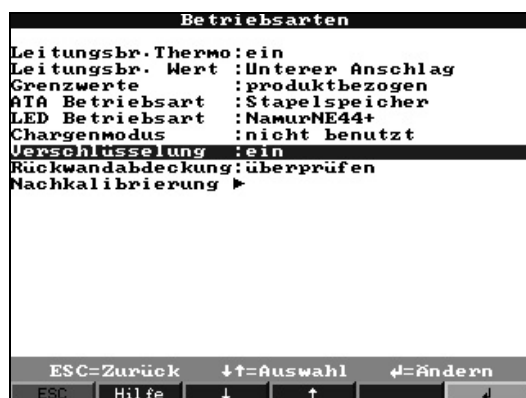 Betriebsarten
Leitungsbr.Thermo:ein
Leitungsbr. Wert :Unterer Anschlag
Grenzwerte :produktbezogen
ATA Betriebsart :Stapelspeicher
LED Betriebsart :NamurNE44+
Chargenmodus :nicht benutzt
Verschlüsselung :ein
Rückwandabdeckung:überprüfen
Nachkalibrierung ►
ESC=Zurück ↓↑=Auswahl ↵=Ändern
ESC Hilfe ↓ ↑ ↵